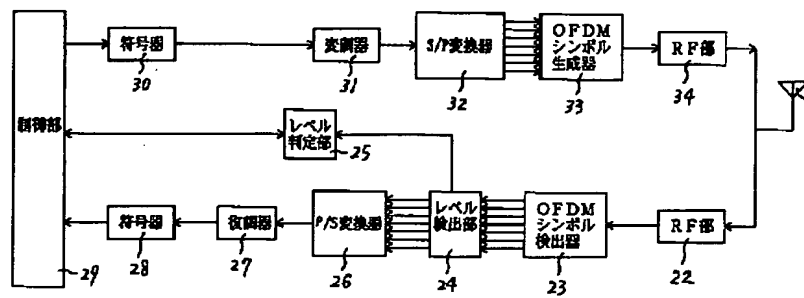 符号器
30
変調器
31
S/P変換器
32
OFDM
シンボル
生成器
33
RF部
34
制御部
29
レベル
判定部
25
符号器
28
復調器
27
P/S変換器
26
レベル
検出部
24
OFDM
シンボル
検出器
23
RF部
22